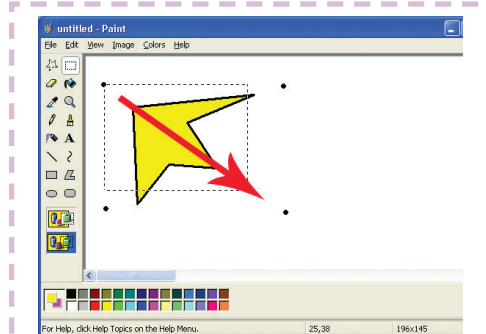 untitled - Paint
File Edit View Image Colors Help
A
For Help, click Help Topics on the Help Menu.
25,38
196x145